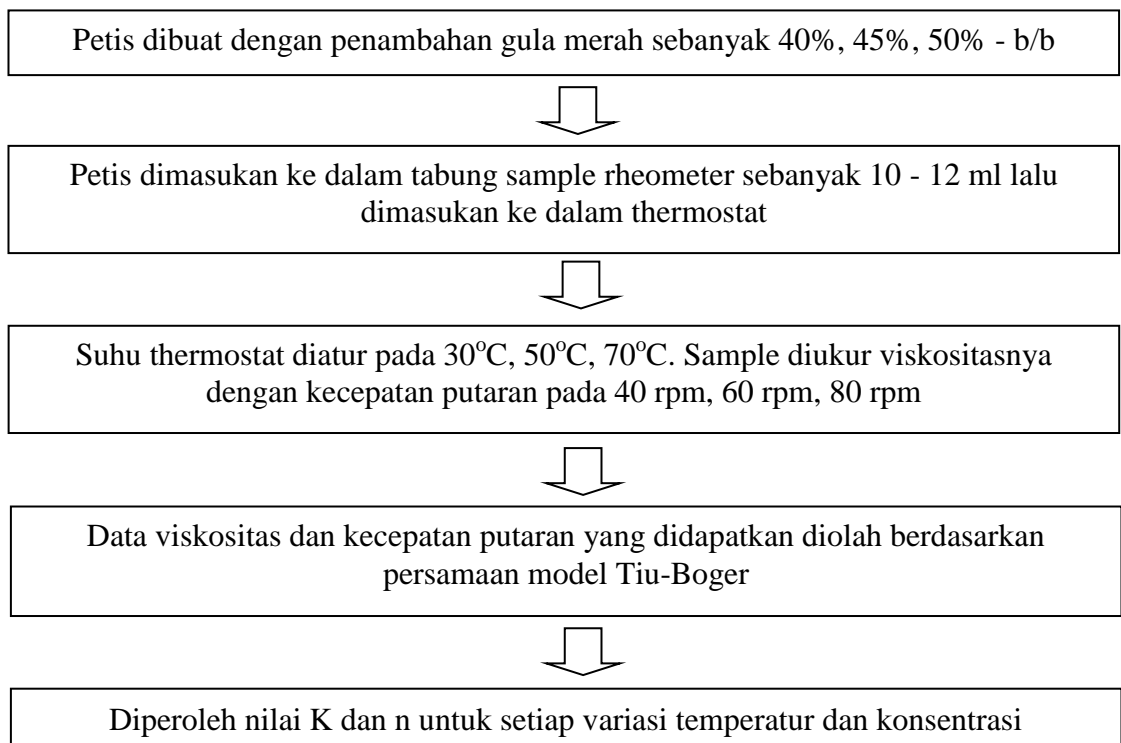 Petis dibuat dengan penambahan gula merah sebanyak 40%, 45%, 50% - b/b
Petis dimasukan ke dalam tabung sample rheometer sebanyak 10 - 12 ml lalu
dimasukan ke dalam thermostat
Suhu thermostat diatur pada 30°C, 50°C, 70°C. Sample diukur viskositasnya
dengan kecepatan putaran pada 40 rpm, 60 rpm, 80 rpm
Data viskositas dan kecepatan putaran yang didapatkan diolah berdasarkan
persamaan model Tiu-Boger
Diperoleh nilai K dan n untuk setiap variasi temperatur dan konsentrasi